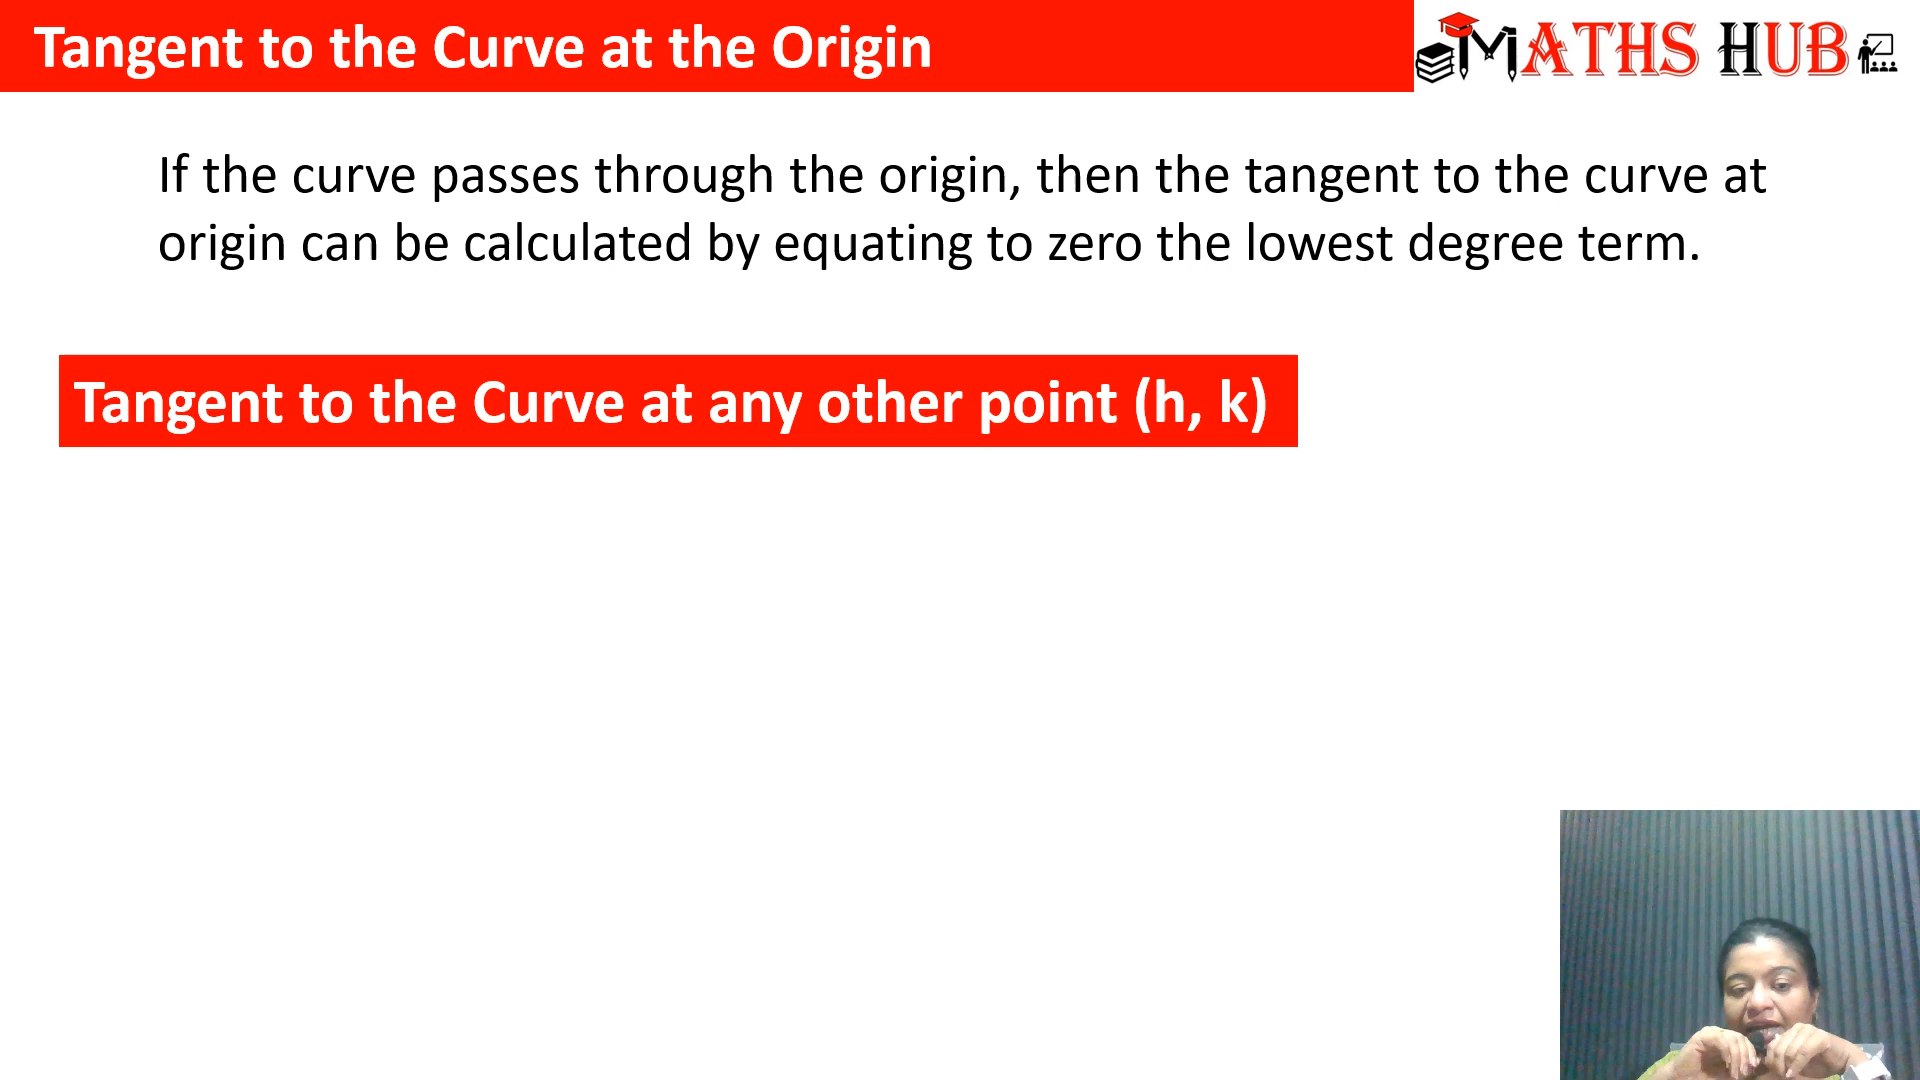 Tangent to the Curve at the Origin
MATHS HUB
If the curve passes through the origin, then the tangent to the curve at
origin can be calculated by equating to zero the lowest degree term.
Tangent to the Curve at any other point (h, k)